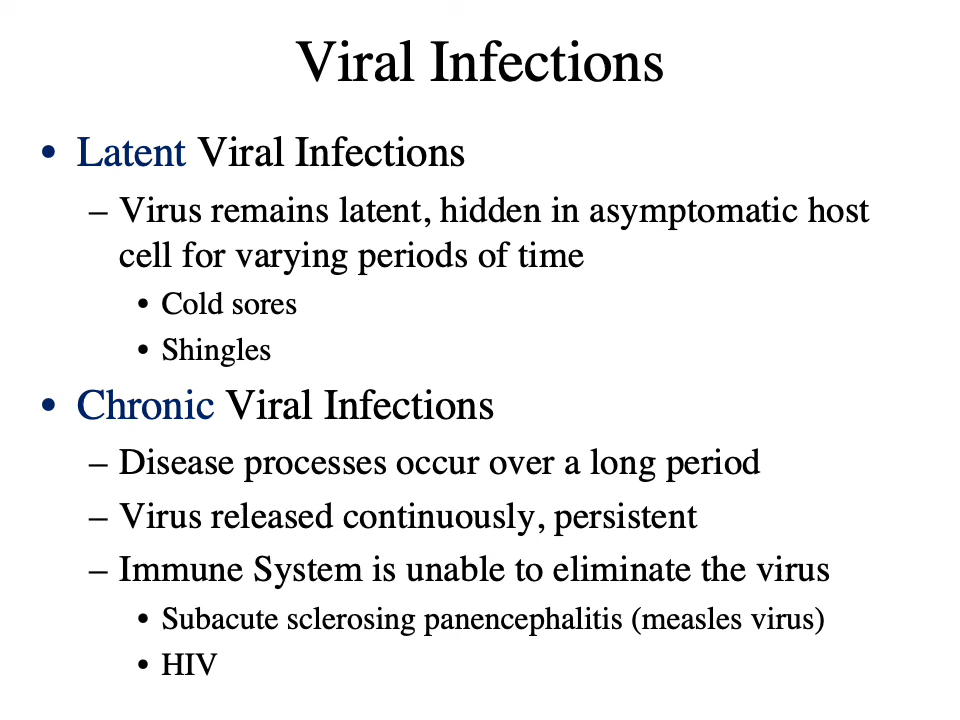 Viral Infections
• Latent Viral Infections
– Virus remains latent, hidden in asymptomatic host
cell for varying periods of time
• Cold sores
• Shingles
• Chronic Viral Infections
– Disease processes occur over a long period
– Virus released continuously, persistent
– Immune System is unable to eliminate the virus
• Subacute sclerosing panencephalitis (measles virus)
• HIV